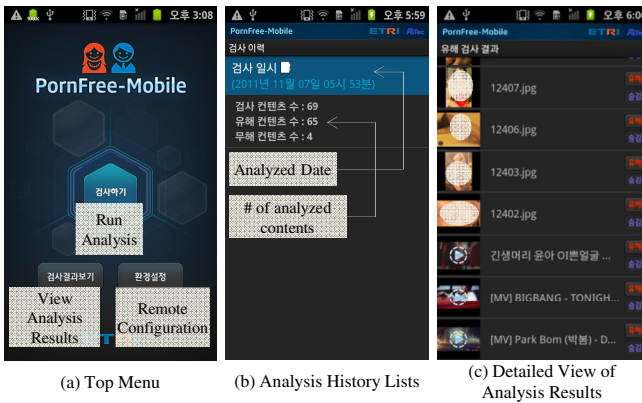 오후 3:08
PornFree-Mobile
검사하기
Run
Analysis
검사결과보기
환경설정
View
Analysis
Results
Remote
Configuration
(a) Top Menu
오후 5:59
PornFree-Mobile
ETRI
검사 이력
검사 일시
(2011년 11월 07일 05시 53분)
검사 컨텐츠 수 : 69
유해 컨텐츠 수 : 65
무해 컨텐츠 수 : 4
Analyzed Date
# of analyzed
contents
(b) Analysis History Lists
오후 6:00
PornFree-Mobile
ETRI
유해 검사 결과
12407.jpg
12406.jpg
12403.jpg
12402.jpg
긴생머리 윤아 OI쁜얼굴 ...
[MV] BIGBANG - TONIGH...
[MV] Park Bom (박봄) - D...
(c) Detailed View of
Analysis Results